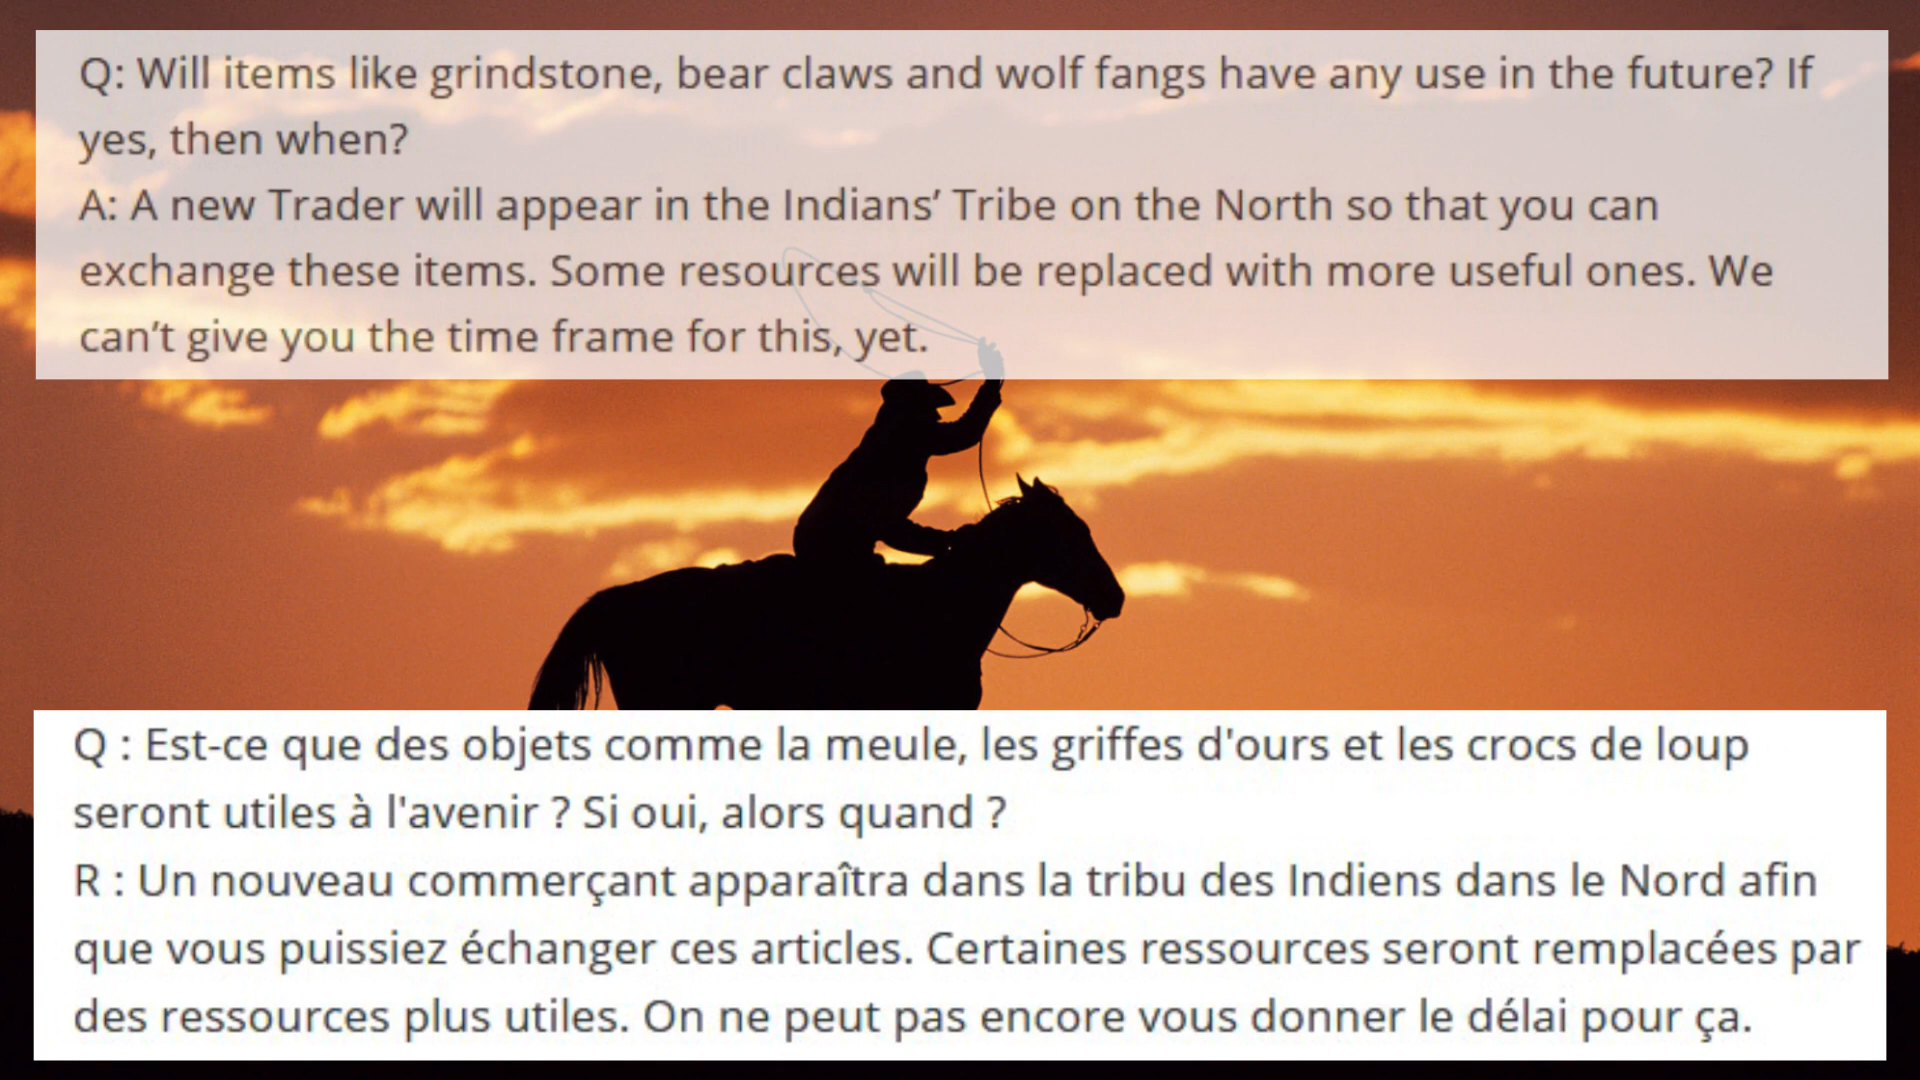 Q: Will items like grindstone, bear claws and wolf fangs have any use in the future? If
yes, then when?
A: A new Trader will appear in the Indians’ Tribe on the North so that you can
exchange these items. Some resources will be replaced with more useful ones. We
can’t give you the time frame for this, yet.
Q : Est-ce que des objets comme la meule, les griffes d'ours et les crocs de loup
seront utiles à l'avenir ? Si oui, alors quand ?
R : Un nouveau commerçant apparaîtra dans la tribu des Indiens dans le Nord afin
que vous puissiez échanger ces articles. Certaines ressources seront remplacées par
des ressources plus utiles. On ne peut pas encore vous donner le délai pour ça.